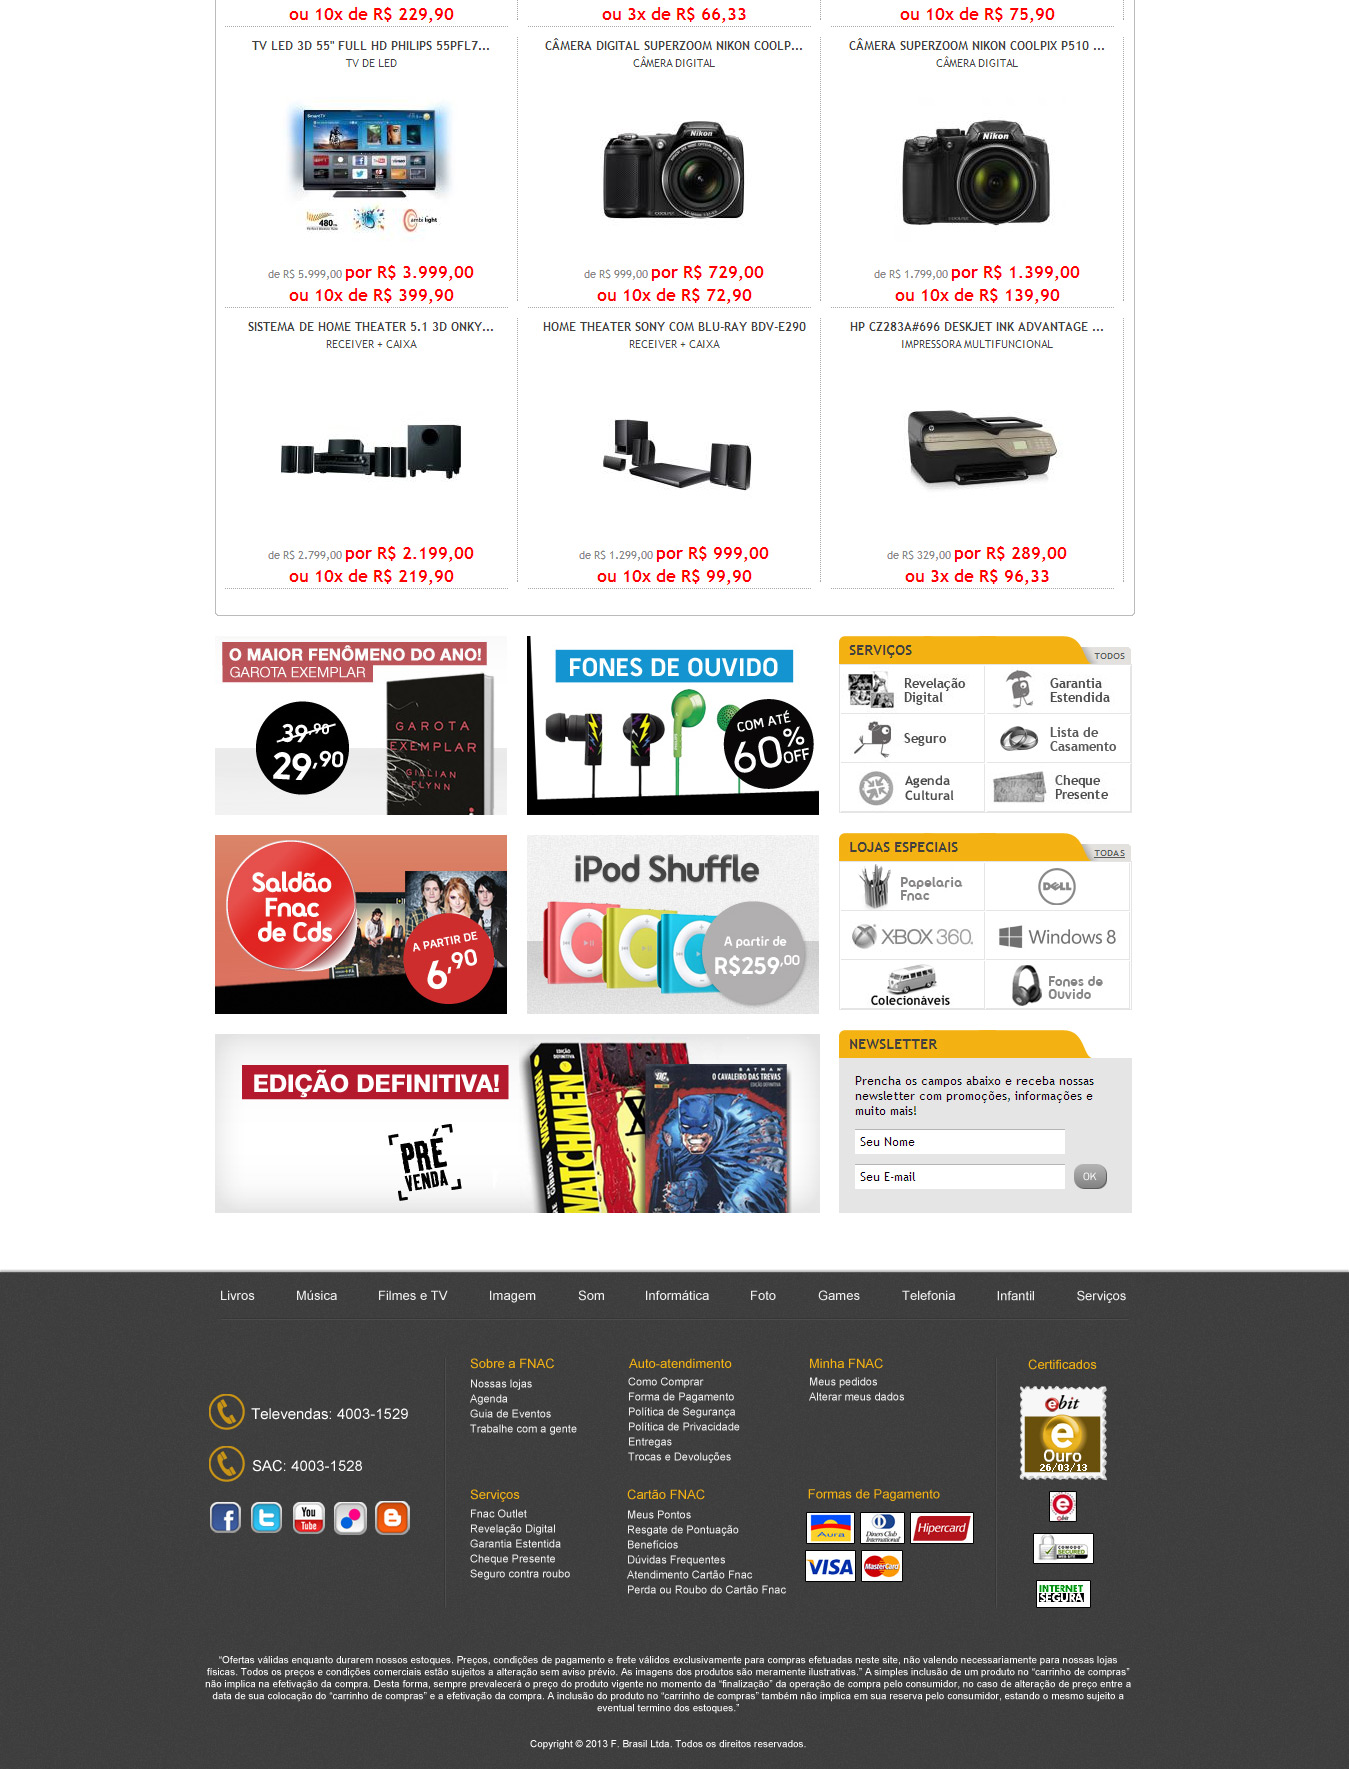 ou 10x de R$ 229,90
ou 3x de R$ 66,33
ou 10x de R$ 75,90
TV LED 3D 55" FULL HD PHILIPS 55PFL7...
TV DE LED
CÂMERA DIGITAL SUPERZOOM NIKON COOLP...
CÂMERA DIGITAL
CÂMERA SUPERZOOM NIKON COOLPIX P510 ...
CÂMERA DIGITAL
SmartTV
480
ambi light
Nikon
COOLPIX
Nikon
COOLPIX
de R$ 5.999,00 por R$ 3.999,00
ou 10x de R$ 399,90
de R$ 999,00 por R$ 729,00
ou 10x de R$ 72,90
de R$ 1.799,00 por R$ 1.399,00
ou 10x de R$ 139,90
SISTEMA DE HOME THEATER 5.1 3D ONKY...
RECEIVER + CAIXA
HOME THEATER SONY COM BLU-RAY BDV-E290
RECEIVER + CAIXA
HP CZ283A#696 DESKJET INK ADVANTAGE ...
IMPRESSORA MULTIFUNCIONAL
de R$ 2.799,00 por R$ 2.199,00
ou 10x de R$ 219,90
de R$ 1.299,00 por R$ 999,00
ou 10x de R$ 99,90
de R$ 329,00 por R$ 289,00
ou 3x de R$ 96,33
O MAIOR FENÔMENO DO ANO!
GAROTA EXEMPLAR
39,90
29,90
GAROTA
EXEMPLAR
GILLIAN
FLYNN
FONES DE OUVIDO
COM ATÉ
60%
OFF
SERVIÇOS
TODOS
Revelação
Digital
Garantia
Estendida
Seguro
Lista de
Casamento
Agenda
Cultural
Cheque
Presente
Saldão
Fnac
de Cds
A PARTIR DE
6,90
iPod Shuffle
A partir de
R$259,00
LOJAS ESPECIAIS
TODAS
Papelaria
Fnac
DELL
XBOX 360.
Windows 8
Colecionáveis
Fones de
Ouvido
EDIÇÃO DEFINITIVA!
PRÉ
VENDA
EDIÇÃO DEFINITIVA
WATCHMEN
WATCHMEN
DC
BATMAN
O CAVALEIRO DAS TREVAS
EDIÇÃO DEFINITIVA
NEWSLETTER
Prencha os campos abaixo e receba nossas
newsletter com promoções, informações e
muito mais!
Seu Nome
Seu E-mail
OK
Livros
Música
Filmes e TV
Imagem
Som
Informática
Foto
Games
Telefonia
Infantil
Serviços
Televendas: 4003-1529
SAC: 4003-1528
You
Tube
Sobre a FNAC
Nossas lojas
Agenda
Guia de Eventos
Trabalhe com a gente
Auto-atendimento
Como Comprar
Forma de Pagamento
Política de Segurança
Política de Privacidade
Entregas
Trocas e Devoluções
Minha FNAC
Meus pedidos
Alterar meus dados
Serviços
Fnac Outlet
Revelação Digital
Garantia Estentida
Cheque Presente
Seguro contra roubo
Cartão FNAC
Meus Pontos
Resgate de Pontuação
Benefícios
Dúvidas Frequentes
Atendimento Cartão Fnac
Perda ou Roubo do Cartão Fnac
Formas de Pagamento
Aura
Diners Club
International
Hipercard
VISA
MasterCard
Certificados
ebit
e
Ouro
26/03/13
e
COMODO
SECURED
WEB SITE
INTERNET
SEGURA
“Ofertas válidas enquanto durarem nossos estoques. Preços, condições de pagamento e frete válidos exclusivamente para compras efetuadas neste site, não valendo necessariamente para nossas lojas
físicas. Todos os preços e condições comerciais estão sujeitos a alteração sem aviso prévio. As imagens dos produtos são meramente ilustrativas.” A simples inclusão de um produto no “carrinho de compras”
não implica na efetivação da compra. Desta forma, sempre prevalecerá o preço do produto vigente no momento da “finalização” da operação de compra pelo consumidor, no caso de alteração de preço entre a
data de sua colocação do “carrinho de compras” e a efetivação da compra. A inclusão do produto no “carrinho de compras” também não implica em sua reserva pelo consumidor, estando o mesmo sujeito a
eventual termino dos estoques.”
Copyright © 2013 F. Brasil Ltda. Todos os direitos reservados.